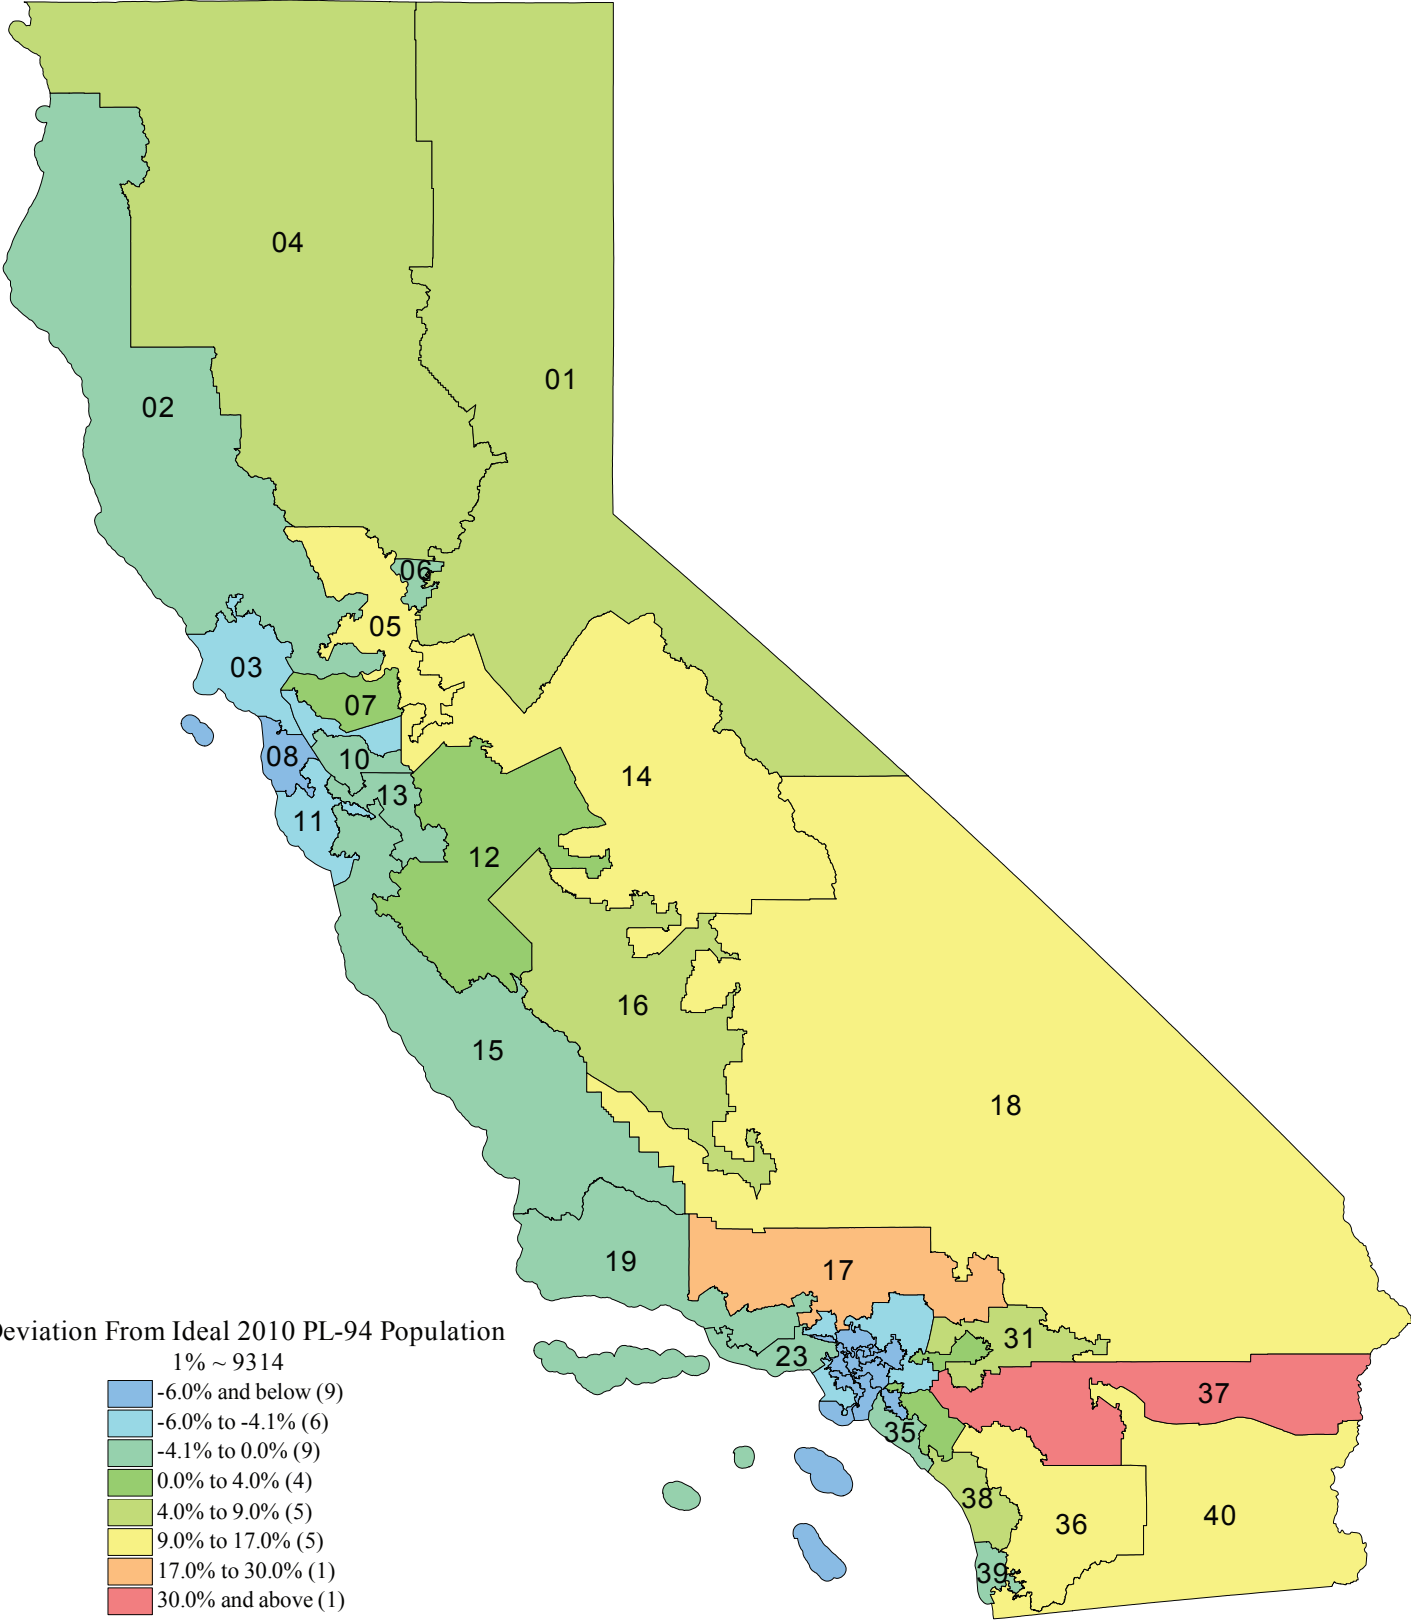 04
01
02
06
05
03
07
08
10
14
13
11
12
16
15
18
19
17
Deviation From Ideal 2010 PL-94 Population
31
1% ~ 9314
23
-6.0% and below (9)
37
-6.0% to -4.1% (6)
35
-4.1% to 0.0% (9)
0.0% to 4.0% (4)
38
4.0% to 9.0% (5)
36
40
9.0% to 17.0% (5)
39
17.0% to 30.0% (1)
30.0% and above (1)